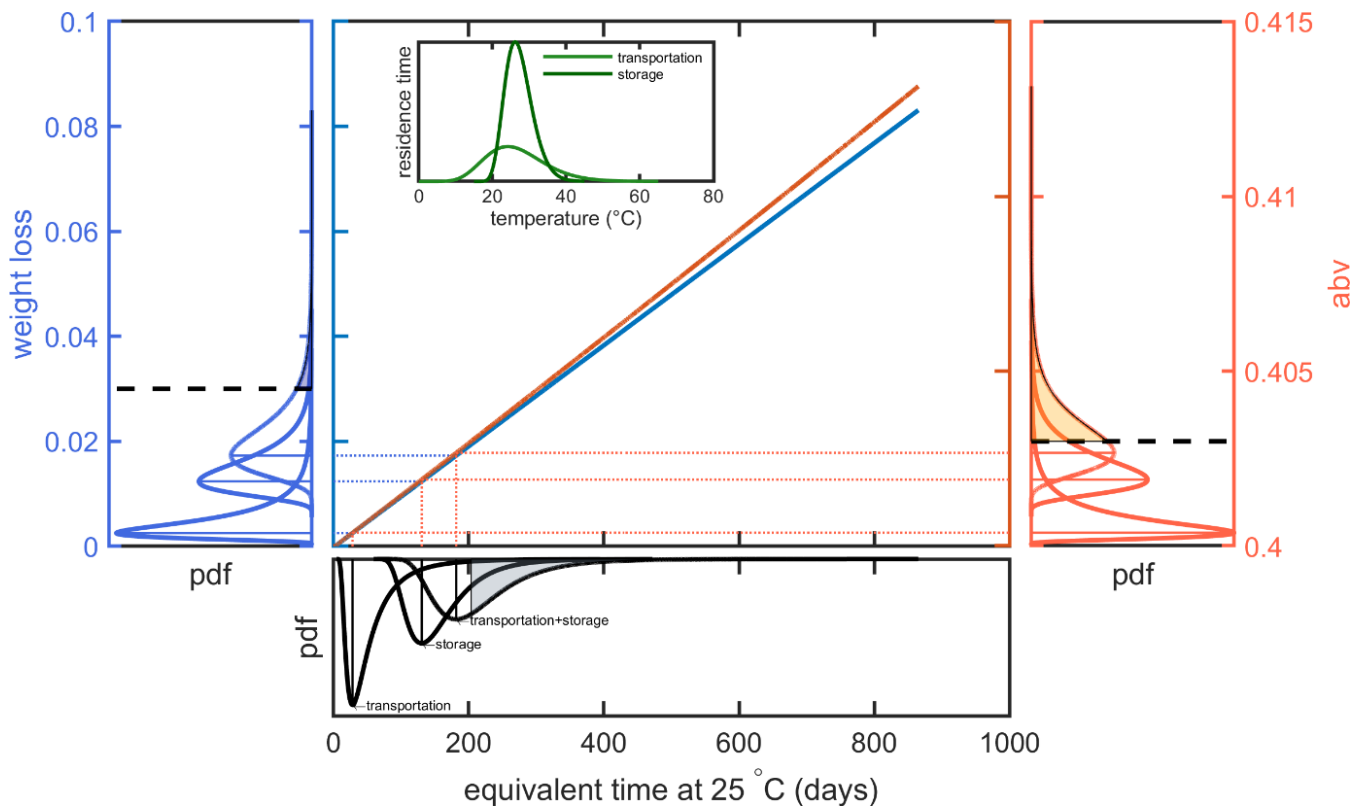 0.1
0.08
0.06
0.04
0.02
0
weight loss
pdf
residence time
transportation
storage
0
20
40
60
80
temperature (°C)
0.415
0.41
0.405
0.4
abv
pdf
pdf
transportation+storage
storage
transportation
0
200
400
600
800
1000
equivalent time at 25 °C (days)